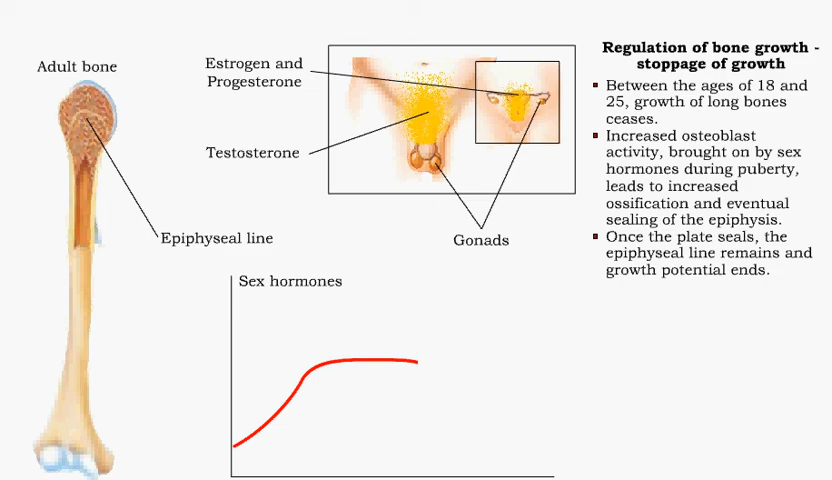 Regulation of bone growth -
stoppage of growth
Adult bone
Estrogen and
Progesterone
Testosterone
Epiphyseal line
Gonads
Sex hormones
Between the ages of 18 and
25, growth of long bones
ceases.
Increased osteoblast
activity, brought on by sex
hormones during puberty,
leads to increased
ossification and eventual
sealing of the epiphysis.
Once the plate seals, the
epiphyseal line remains and
growth potential ends.